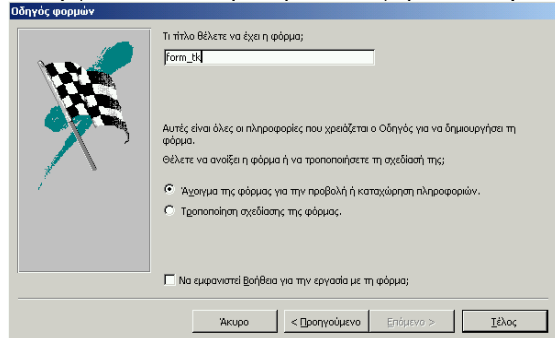 Οδηγός φορμών
Τι τίτλο θέλετε να έχει η φόρμα;
form_tk
Αυτές είναι όλες οι πληροφορίες που χρειάζεται ο Οδηγός για να δημιουργήσει τη
φόρμα.
Θέλετε να ανοίξει η φόρμα ή να τροποποιήσετε τη σχεδίασή της;
Άνοιγμα της φόρμας για την προβολή ή καταχώρηση πληροφοριών.
Τροποποίηση σχεδίασης της φόρμας.
Να εμφανιστεί Βοήθεια για την εργασία με τη φόρμα;
Άκυρο
< Προηγούμενο
Επόμενο >
Τέλος